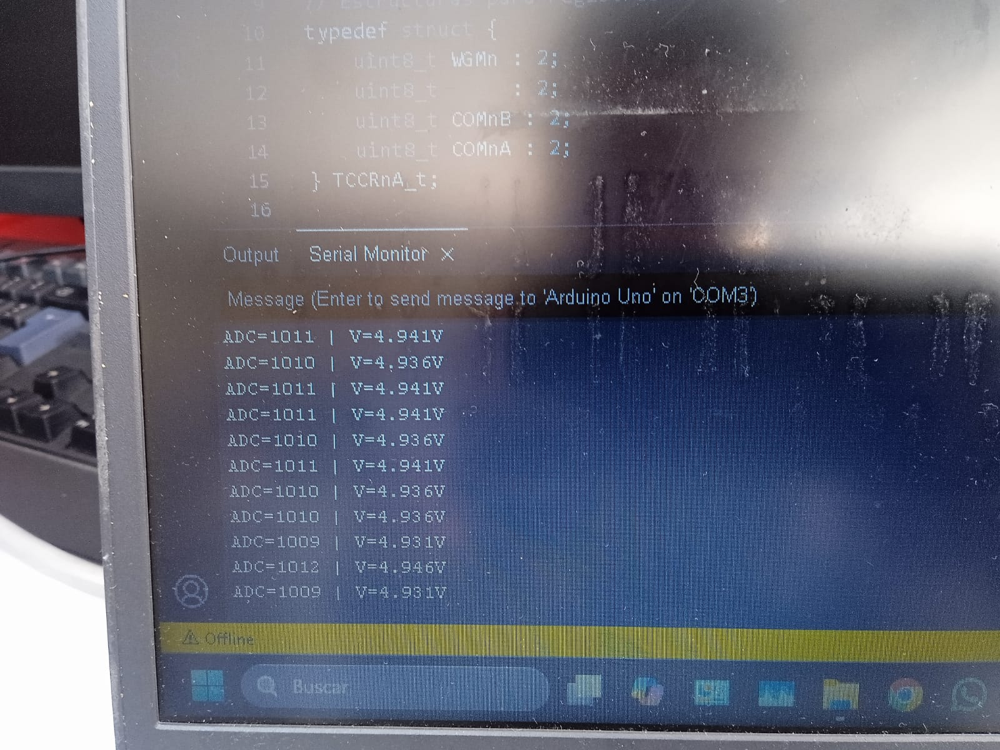 9 // Estructuras para
10 typedef struct {
11 uint8_t WGMn : 2;
12 uint8_t : 2;
13 uint8_t COMnB : 2;
14 uint8_t COMnA : 2;
15 } TCCRnA_t;
16
Output Serial Monitor ×
Message (Enter to send message to 'Arduino Uno' on 'COM3')
ADC=1011 | V=4.941V
ADC=1010 | V=4.936V
ADC=1011 | V=4.941V
ADC=1011 | V=4.941V
ADC=1010 | V=4.936V
ADC=1011 | V=4.941V
ADC=1010 | V=4.936V
ADC=1010 | V=4.936V
ADC=1009 | V=4.931V
ADC=1012 | V=4.946V
ADC=1009 | V=4.931V
Offline
Buscar